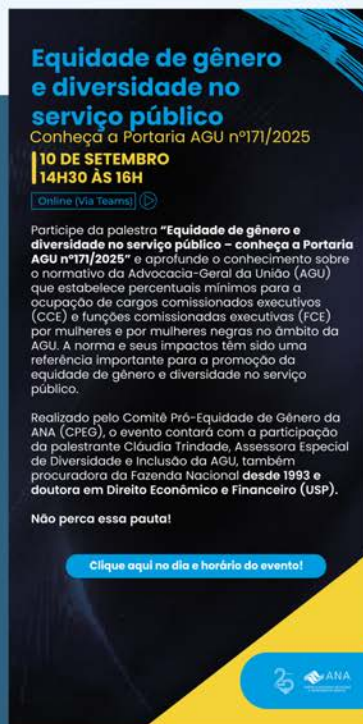 Equidade de gênero
e diversidade no
serviço público
Conheça a Portaria AGU nº171/2025
10 DE SETEMBRO
14H30 ÀS 16H
Online (Via Teams)
Participe da palestra “Equidade de gênero e
diversidade no serviço público – conheça a Portaria
AGU nº171/2025” e aprofunde o conhecimento sobre
o normativo da Advocacia-Geral da União (AGU)
que estabelece percentuais mínimos para a
ocupação de cargos comissionados executivos
(CCE) e funções comissionadas executivas (FCE)
por mulheres e por mulheres negras no âmbito da
AGU. A norma e seus impactos têm sido uma
referência importante para a promoção da
equidade de gênero e diversidade no serviço
público.
Realizado pelo Comitê Pró-Equidade de Gênero da
ANA (CPEG), o evento contará com a participação
da palestrante Cláudia Trindade, Assessora Especial
de Diversidade e Inclusão da AGU, também
procuradora da Fazenda Nacional desde 1993 e
doutora em Direito Econômico e Financeiro (USP).
Não perca essa pauta!
Clique aqui no dia e horário do evento!
25 ANA